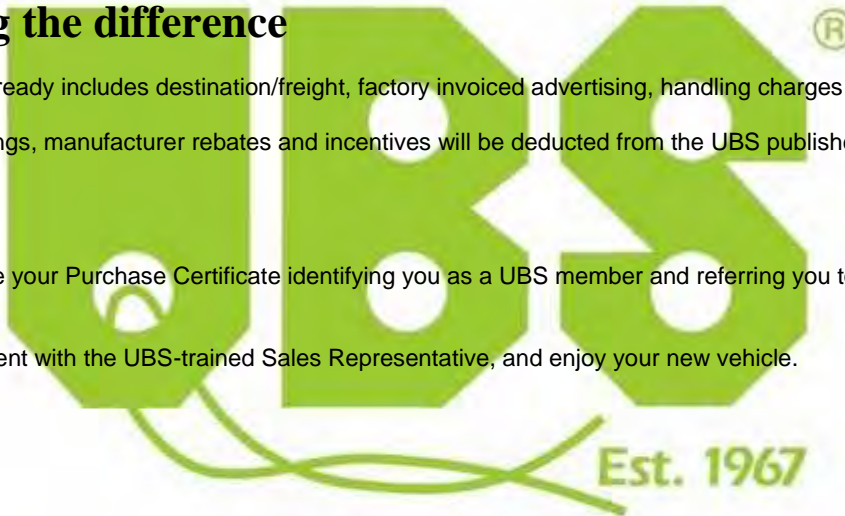 g the difference
®
ready includes destination/freight, factory invoiced advertising, handling charges
ngs, manufacturer rebates and incentives will be deducted from the UBS publishe
e your Purchase Certificate identifying you as a UBS member and referring you to
ent with the UBS-trained Sales Representative, and enjoy your new vehicle.
UBS
Est. 1967